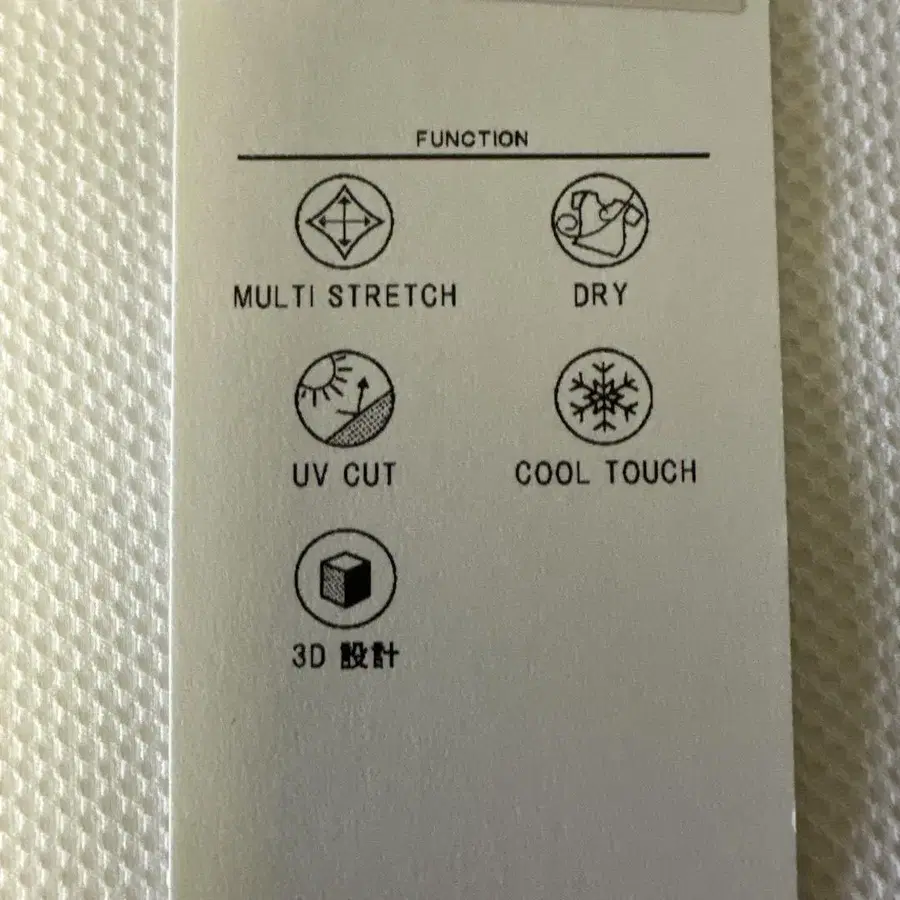 FUNCTION
MULTI STRETCH
DRY
UV CUT
COOL TOUCH
3D 設計